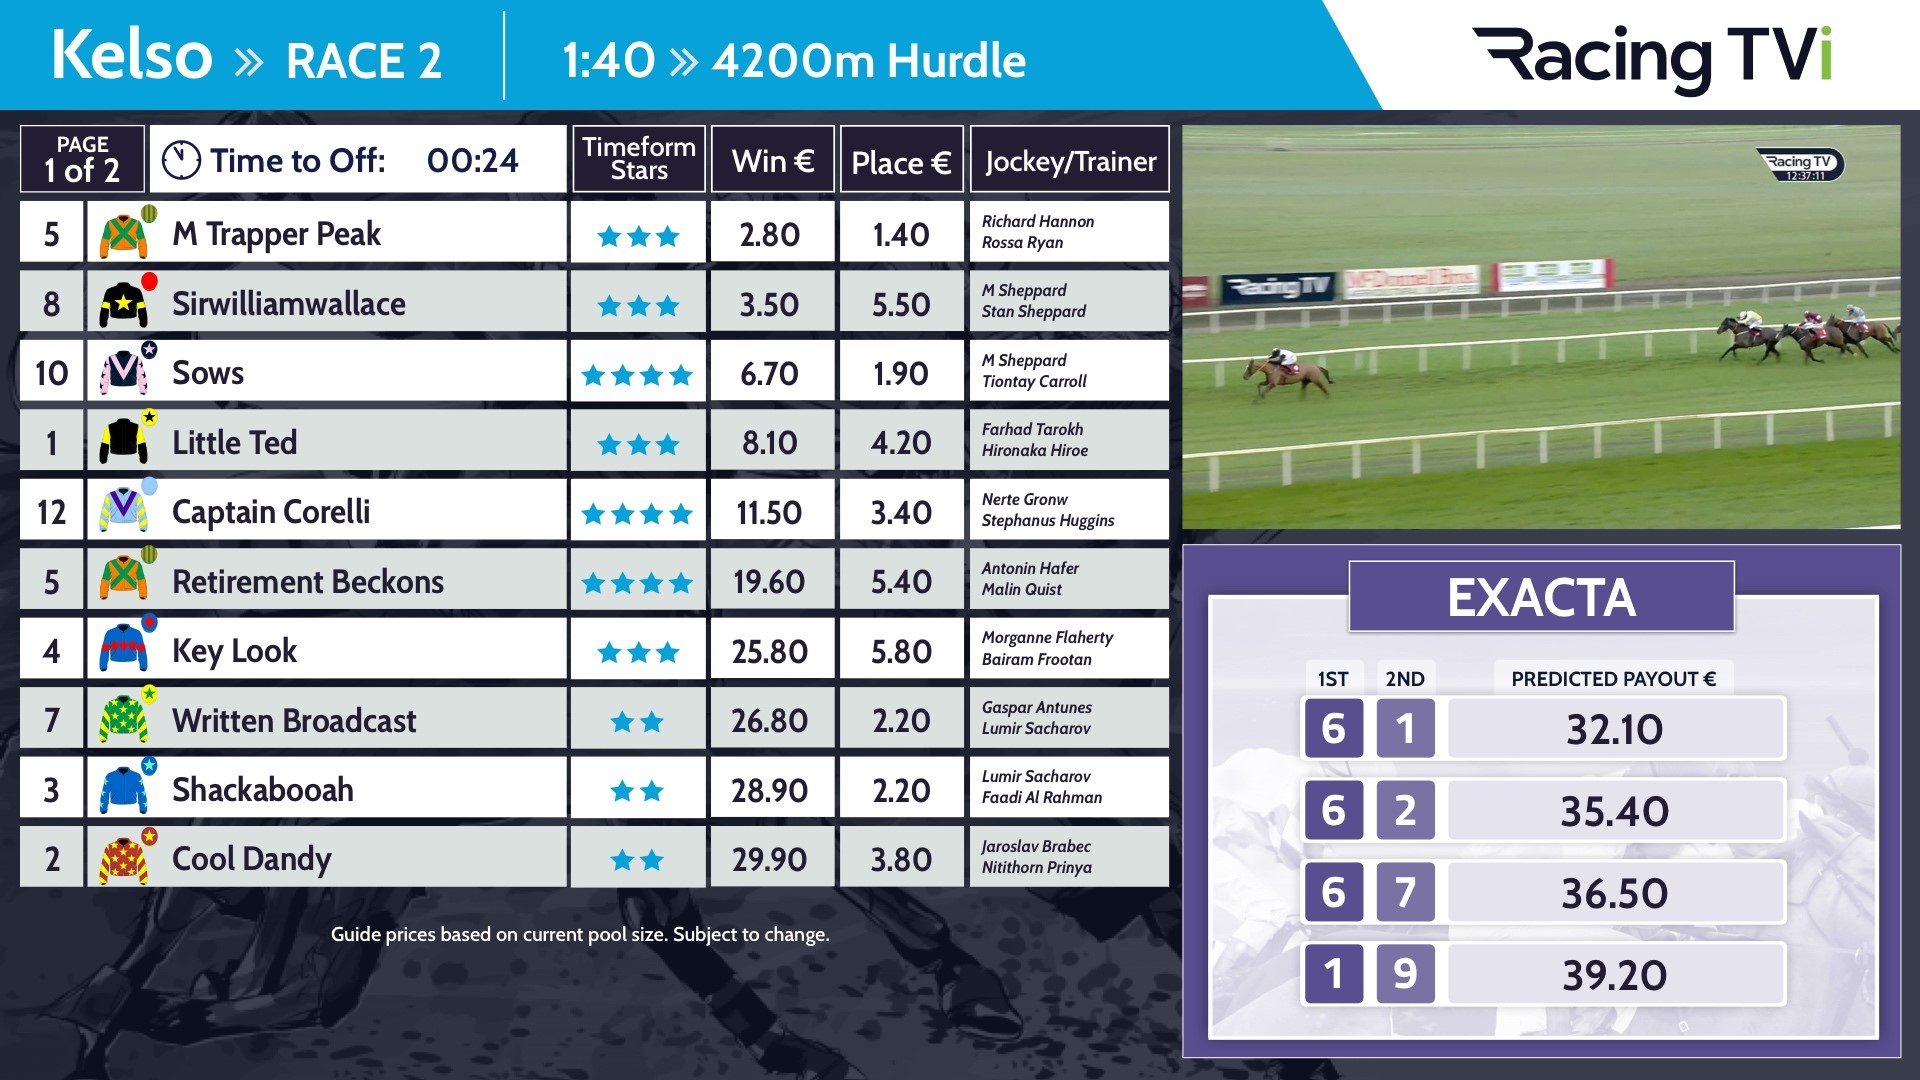 Kelso » RACE 2
1:40 » 4200m Hurdle
Racing TVi
PAGE
1 of 2
Time to Off: 00:24
Timeform
Stars
Win €
Place €
Jockey/Trainer
5 M Trapper Peak 2.80 1.40
Richard Hannon
Rossa Ryan
8 Sirwilliamwallace 3.50 5.50
M Sheppard
Stan Sheppard
10 Sows 6.70 1.90
M Sheppard
Tiontay Carroll
1 Little Ted 8.10 4.20
Farhad Tarokh
Hironaka Hiroe
12 Captain Corelli 11.50 3.40
Nerte Gronw
Stephanus Huggins
5 Retirement Beckons 19.60 5.40
Antonin Hafer
Malin Quist
4 Key Look 25.80 5.80
Morganne Flaherty
Bairam Frootan
7 Written Broadcast 26.80 2.20
Gaspar Antunes
Lumir Sacharov
3 Shackabooah 28.90 2.20
Lumir Sacharov
Faadi Al Rahman
2 Cool Dandy 29.90 3.80
Jaroslav Brabec
Nitithorn Prinya
Guide prices based on current pool size. Subject to change.
Racing TV
12:37:11
Racing TV
McDonnell Bros
EXACTA
1ST 2ND PREDICTED PAYOUT €
6 1 32.10
6 2 35.40
6 7 36.50
1 9 39.20